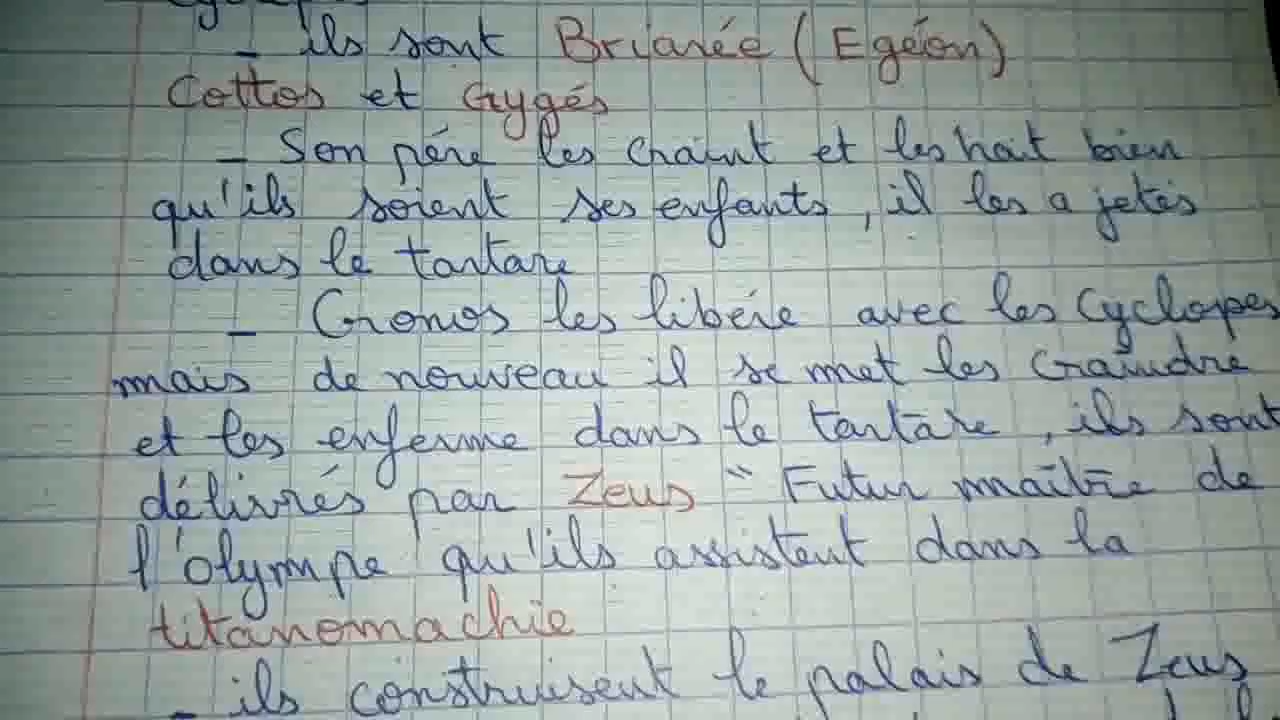 - ils sont Briarée (Egéon)
Cottos et Gygés
- Son pére les craint et les hait bien
qu'ils soient ses enfants, il les a jetés
dans le tartare
- Cronos les libére avec les Cyclopes
mais de nouveau il se met les craindre
et les enferme dans le tartare, ils sont
délivrés par Zeus " Futur maître de
l'olympe qu'ils assistent dans la
titanomachie
- ils construisent le palais de Zeus